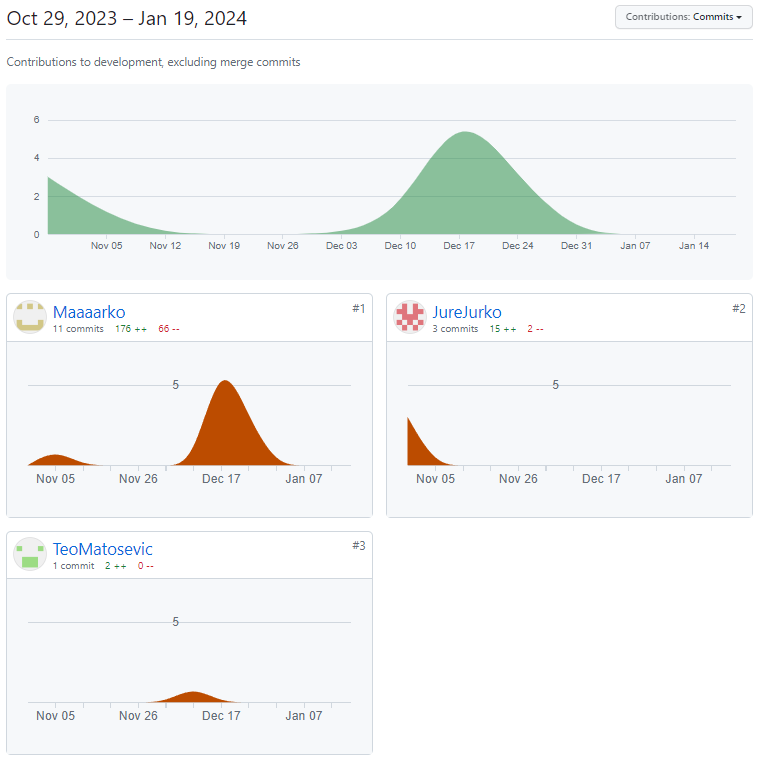 Oct 29, 2023 – Jan 19, 2024
Contributions: Commits
Contributions to development, excluding merge commits
6
4
2
0
Nov 05 Nov 12 Nov 19 Nov 26 Dec 03 Dec 10 Dec 17 Dec 24 Dec 31 Jan 07 Jan 14
Maaaarko #1
11 commits 176 ++ 66 --
5
Nov 05 Nov 26 Dec 17 Jan 07
JureJurko #2
3 commits 15 ++ 2 --
5
Nov 05 Nov 26 Dec 17 Jan 07
TeoMatosevic #3
1 commit 2 ++ 0 --
5
Nov 05 Nov 26 Dec 17 Jan 07